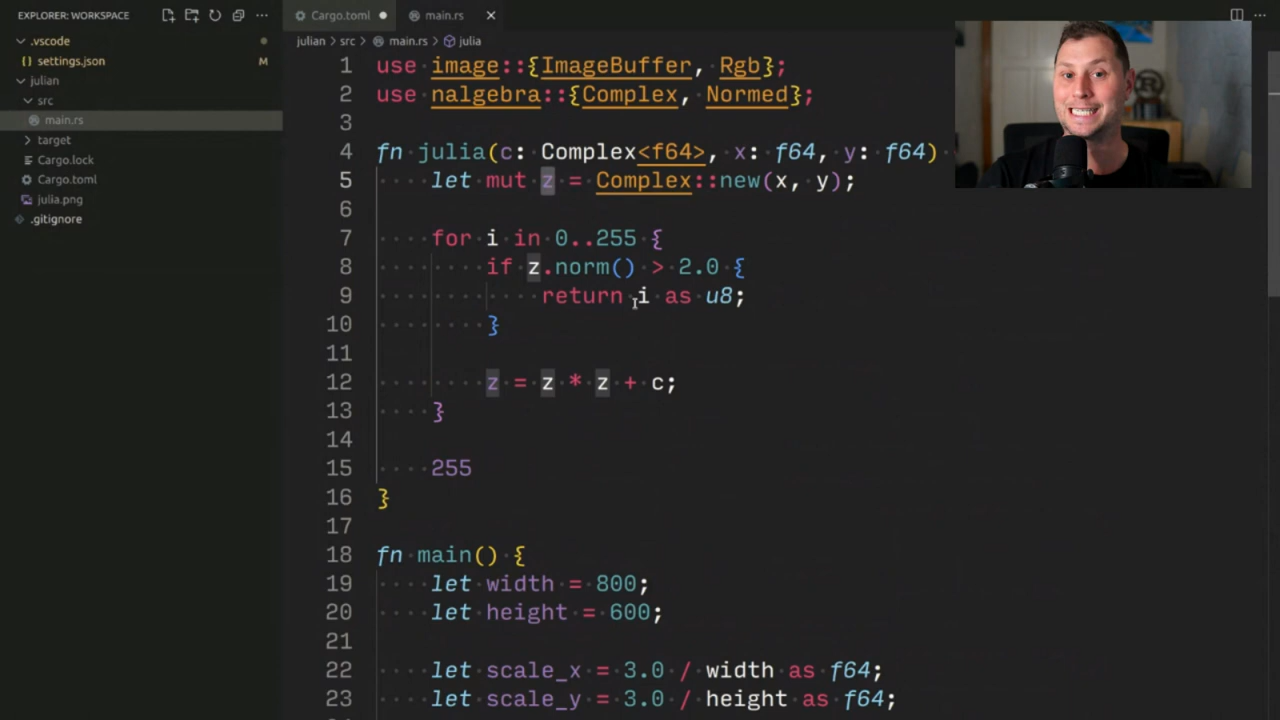 EXPLORER: WORKSPACE
Cargo.toml
main.rs
.vscode
{} settings.json M
julian
src
main.rs
target
Cargo.lock
Cargo.toml
julia.png
.gitignore
julian > src > main.rs > julia
1 use image::{ImageBuffer, Rgb};
2 use nalgebra::{Complex, Normed};
3
4 fn julia(c: Complex<f64>, x: f64, y: f64)
5 let mut z = Complex::new(x, y);
6
7 for i in 0..255 {
8 if z.norm() > 2.0 {
9 return i as u8;
10 }
11
12 z = z * z + c;
13 }
14
15 255
16 }
17
18 fn main() {
19 let width = 800;
20 let height = 600;
21
22 let scale_x = 3.0 / width as f64;
23 let scale_y = 3.0 / height as f64;